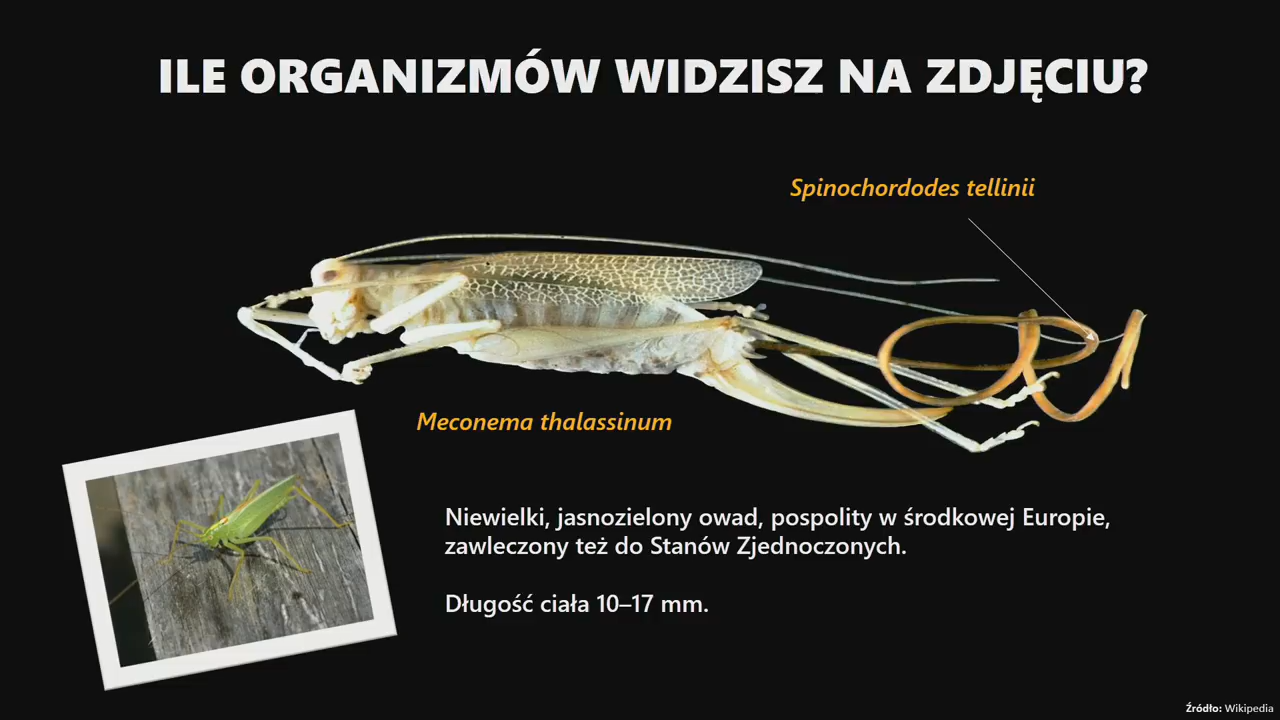 ILE ORGANIZMÓW WIDZISZ NA ZDJĘCIU?
Spinochordodes tellinii
Meconema thalassinum
Niewielki, jasnozielony owad, pospolity w środkowej Europie,
zawleczony też do Stanów Zjednoczonych.
Długość ciała 10–17 mm.
Źródło: Wikipedia